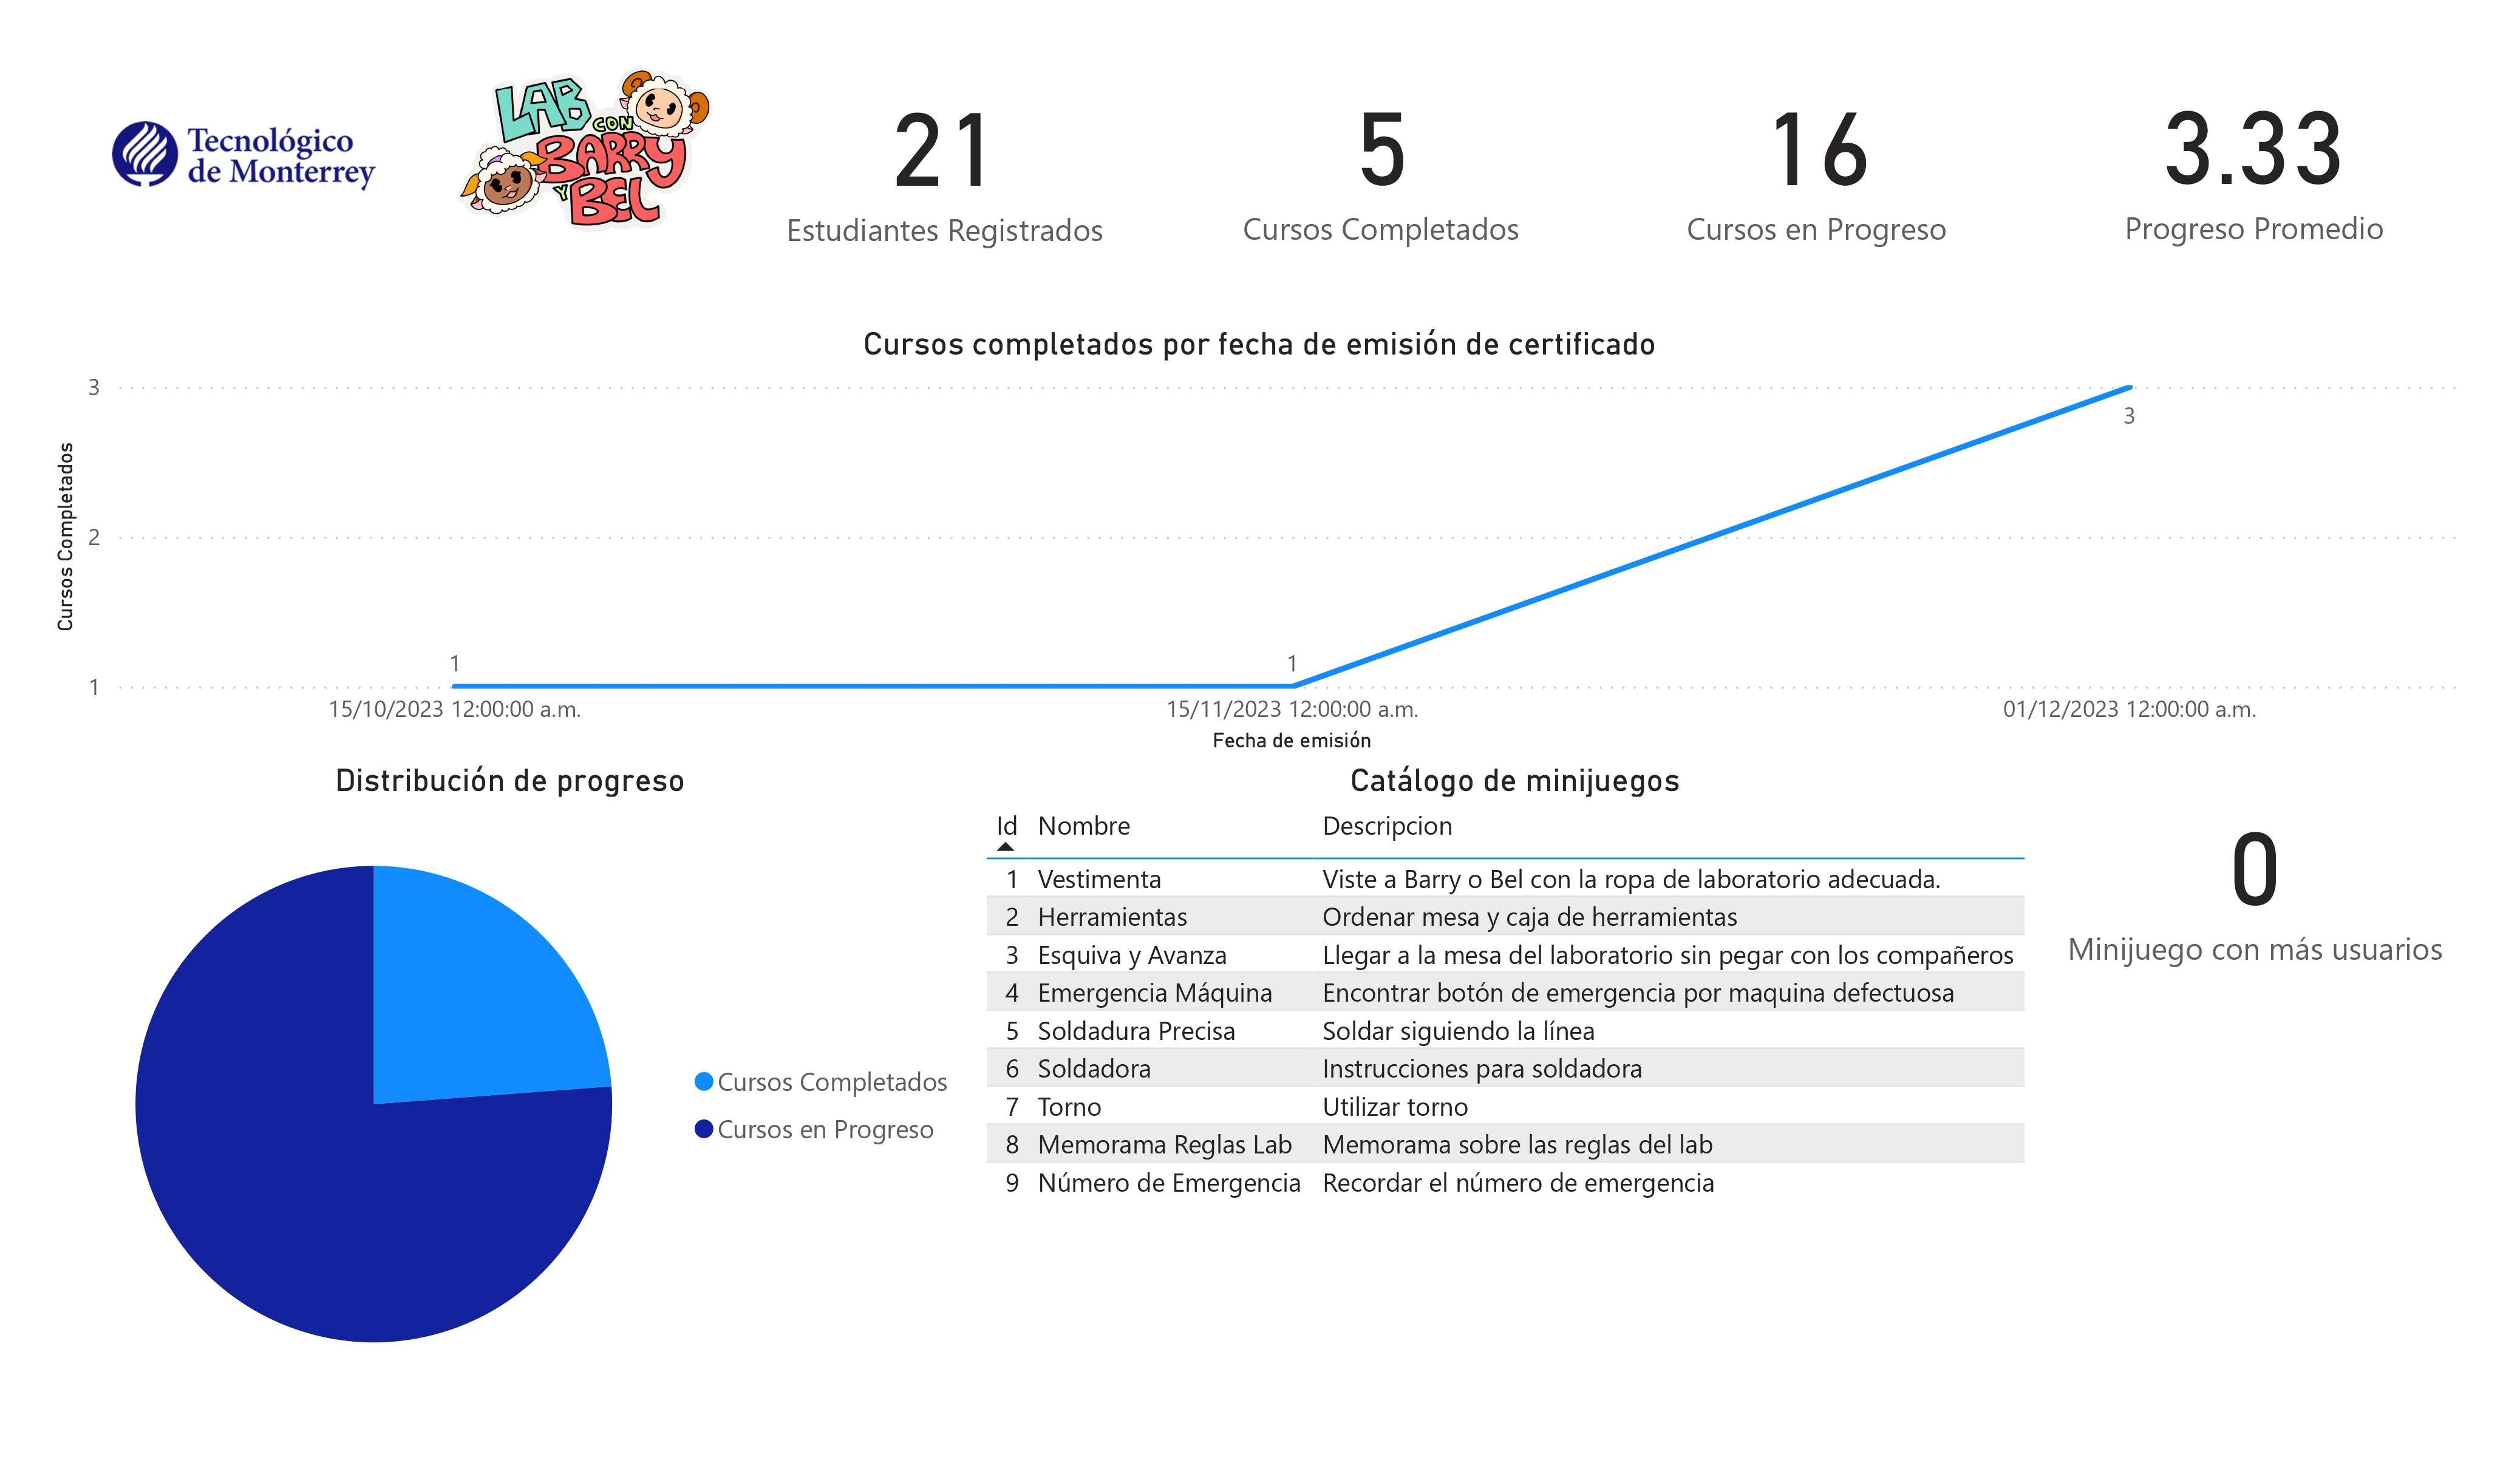 Tecnológico
de Monterrey
LAB
CON
BARRY
Y
BEL
21
Estudiantes Registrados
5
Cursos Completados
16
Cursos en Progreso
3.33
Progreso Promedio
Cursos completados por fecha de emisión de certificado
Cursos Completados
3
2
1
1
1
3
15/10/2023 12:00:00 a.m.
15/11/2023 12:00:00 a.m.
01/12/2023 12:00:00 a.m.
Fecha de emisión
Distribución de progreso
Cursos Completados
Cursos en Progreso
Catálogo de minijuegos
Id Nombre Descripcion
1 Vestimenta Viste a Barry o Bel con la ropa de laboratorio adecuada.
2 Herramientas Ordenar mesa y caja de herramientas
3 Esquiva y Avanza Llegar a la mesa del laboratorio sin pegar con los compañeros
4 Emergencia Máquina Encontrar botón de emergencia por maquina defectuosa
5 Soldadura Precisa Soldar siguiendo la línea
6 Soldadora Instrucciones para soldadora
7 Torno Utilizar torno
8 Memorama Reglas Lab Memorama sobre las reglas del lab
9 Número de Emergencia Recordar el número de emergencia
0
Minijuego con más usuarios